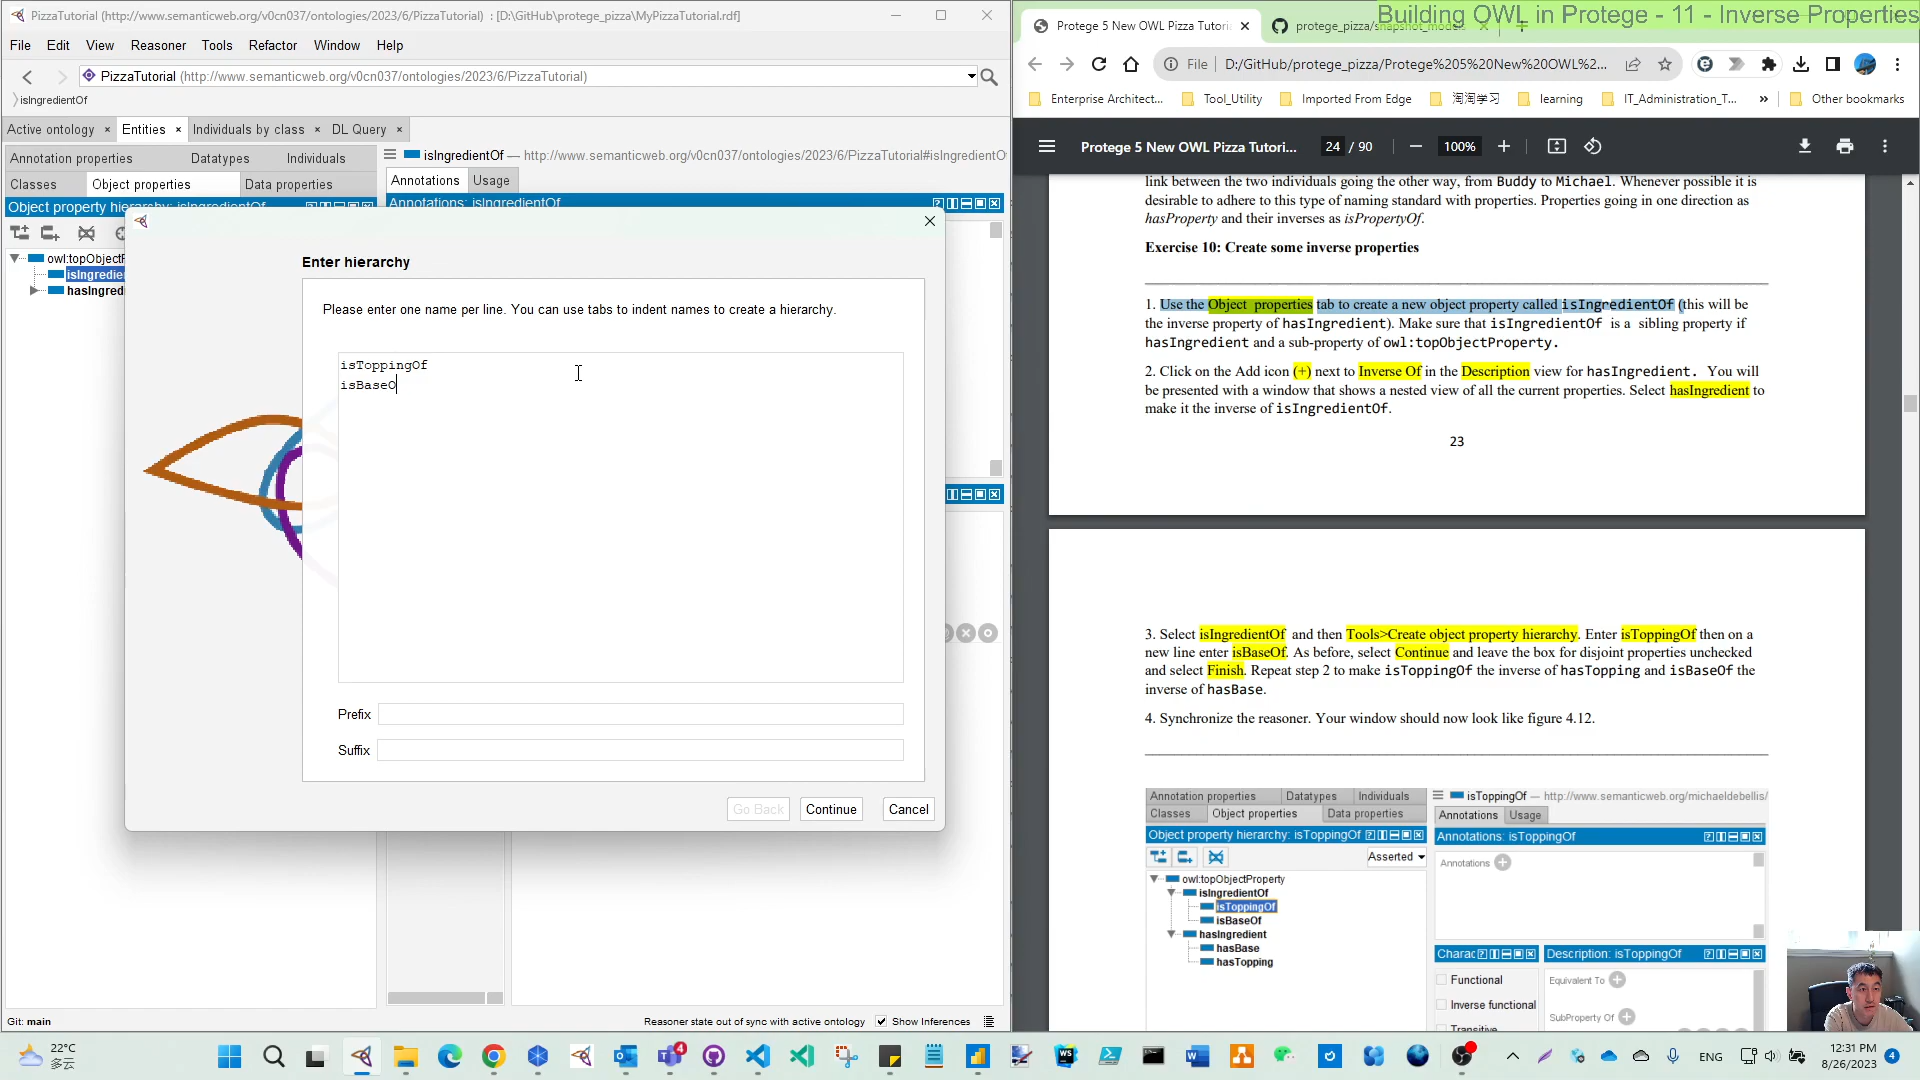 Building OWL in Protege - 11 - Inverse Properties
PizzaTutorial (http://www.semanticweb.org/v0cn037/ontologies/2023/6/PizzaTutorial) : [D:\GitHub\protege_pizza\MyPizzaTutorial.rdf]
File Edit View Reasoner Tools Refactor Window Help
PizzaTutorial (http://www.semanticweb.org/v0cn037/ontologies/2023/6/PizzaTutorial)
isIngredientOf
Active ontology × Entities × Individuals by class × DL Query ×
Annotation properties Datatypes Individuals
Classes Object properties Data properties
isIngredientOf — http://www.semanticweb.org/v0cn037/ontologies/2023/6/PizzaTutorial#isIngredientO
Annotations Usage
Object property hierarchy: isIngredientOf
Annotations: isIngredientOf
owl:topObjectP
isIngredie
hasIngred
Enter hierarchy
Please enter one name per line. You can use tabs to indent names to create a hierarchy.
isToppingOf
isBaseO
Prefix
Suffix
Go Back Continue Cancel
Git: main
Reasoner state out of sync with active ontology Show Inferences
Protege 5 New OWL Pizza Tutori
protege_pizza/snapshot_mode
File D:/GitHub/protege_pizza/Protege%205%20New%20OWL%2...
Enterprise Architect... Tool_Utility Imported From Edge 淘淘学习 learning IT_Administration_T... » Other bookmarks
Protege 5 New OWL Pizza Tutori... 24 / 90 100%
link between the two individuals going the other way, from Buddy to Michael. Whenever possible it is
desirable to adhere to this type of naming standard with properties. Properties going in one direction as
hasProperty and their inverses as isPropertyOf.
Exercise 10: Create some inverse properties
1. Use the Object properties tab to create a new object property called isIngredientOf (this will be
the inverse property of hasIngredient). Make sure that isIngredientOf is a sibling property if
hasIngredient and a sub-property of owl:topObjectProperty.
2. Click on the Add icon (+) next to Inverse Of in the Description view for hasIngredient. You will
be presented with a window that shows a nested view of all the current properties. Select hasIngredient to
make it the inverse of isIngredientOf.
23
3. Select isIngredientOf and then Tools>Create object property hierarchy. Enter isToppingOf then on a
new line enter isBaseOf. As before, select Continue and leave the box for disjoint properties unchecked
and select Finish. Repeat step 2 to make isToppingOf the inverse of hasTopping and isBaseOf the
inverse of hasBase.
4. Synchronize the reasoner. Your window should now look like figure 4.12.
Annotation properties Datatypes Individuals
Classes Object properties Data properties
isToppingOf — http://www.semanticweb.org/michaeldebellis/
Annotations Usage
Object property hierarchy: isToppingOf
Annotations: isToppingOf
Asserted
Annotations
owl:topObjectProperty
isIngredientOf
isToppingOf
isBaseOf
hasIngredient
hasBase
hasTopping
Charac Description: isToppingOf
Functional
Inverse functional
Transitive
Equivalent To
SubProperty Of
22°C
多云
4
ENG
12:31 PM
8/26/2023
4